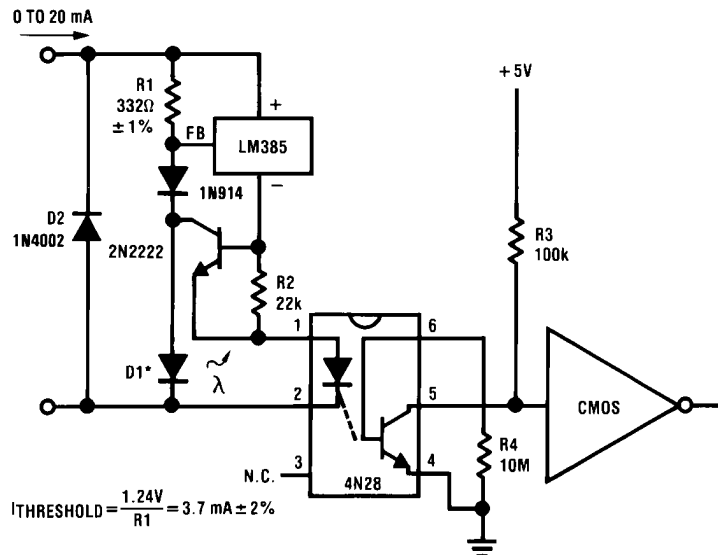 0 TO 20 mA
R1
332Ω
±1%
FB
+
LM385
−
+5V
1N914
D2
1N4002
2N2222
R2
22k
R3
100k
1
6
D1*
λ
2
5
CMOS
3
N.C.
4
4N28
R4
10M
ITHRESHOLD = 1.24V / R1 = 3.7 mA ± 2%